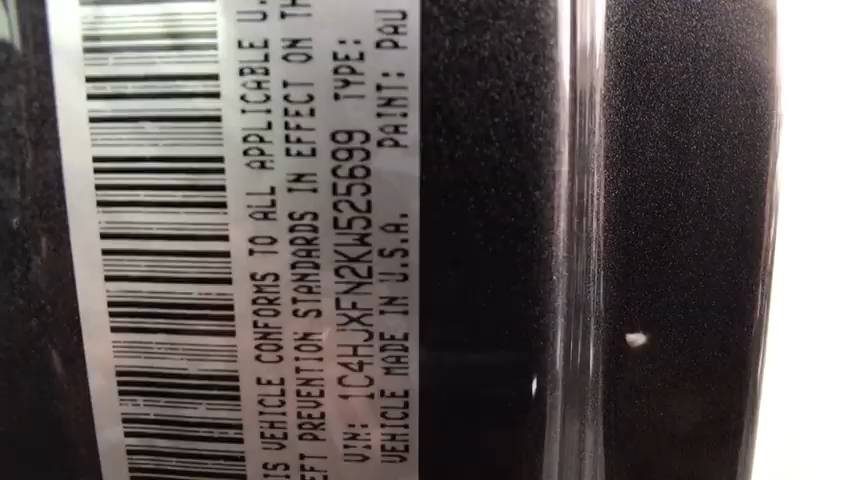 IS VEHICLE CONFORMS TO ALL APPLICABLE U.
EFT PREVENTION STANDARDS IN EFFECT ON TH
VIN: 1C4HJXFN2KW525699 TYPE:
VEHICLE MADE IN U.S.A. PAINT: PAU